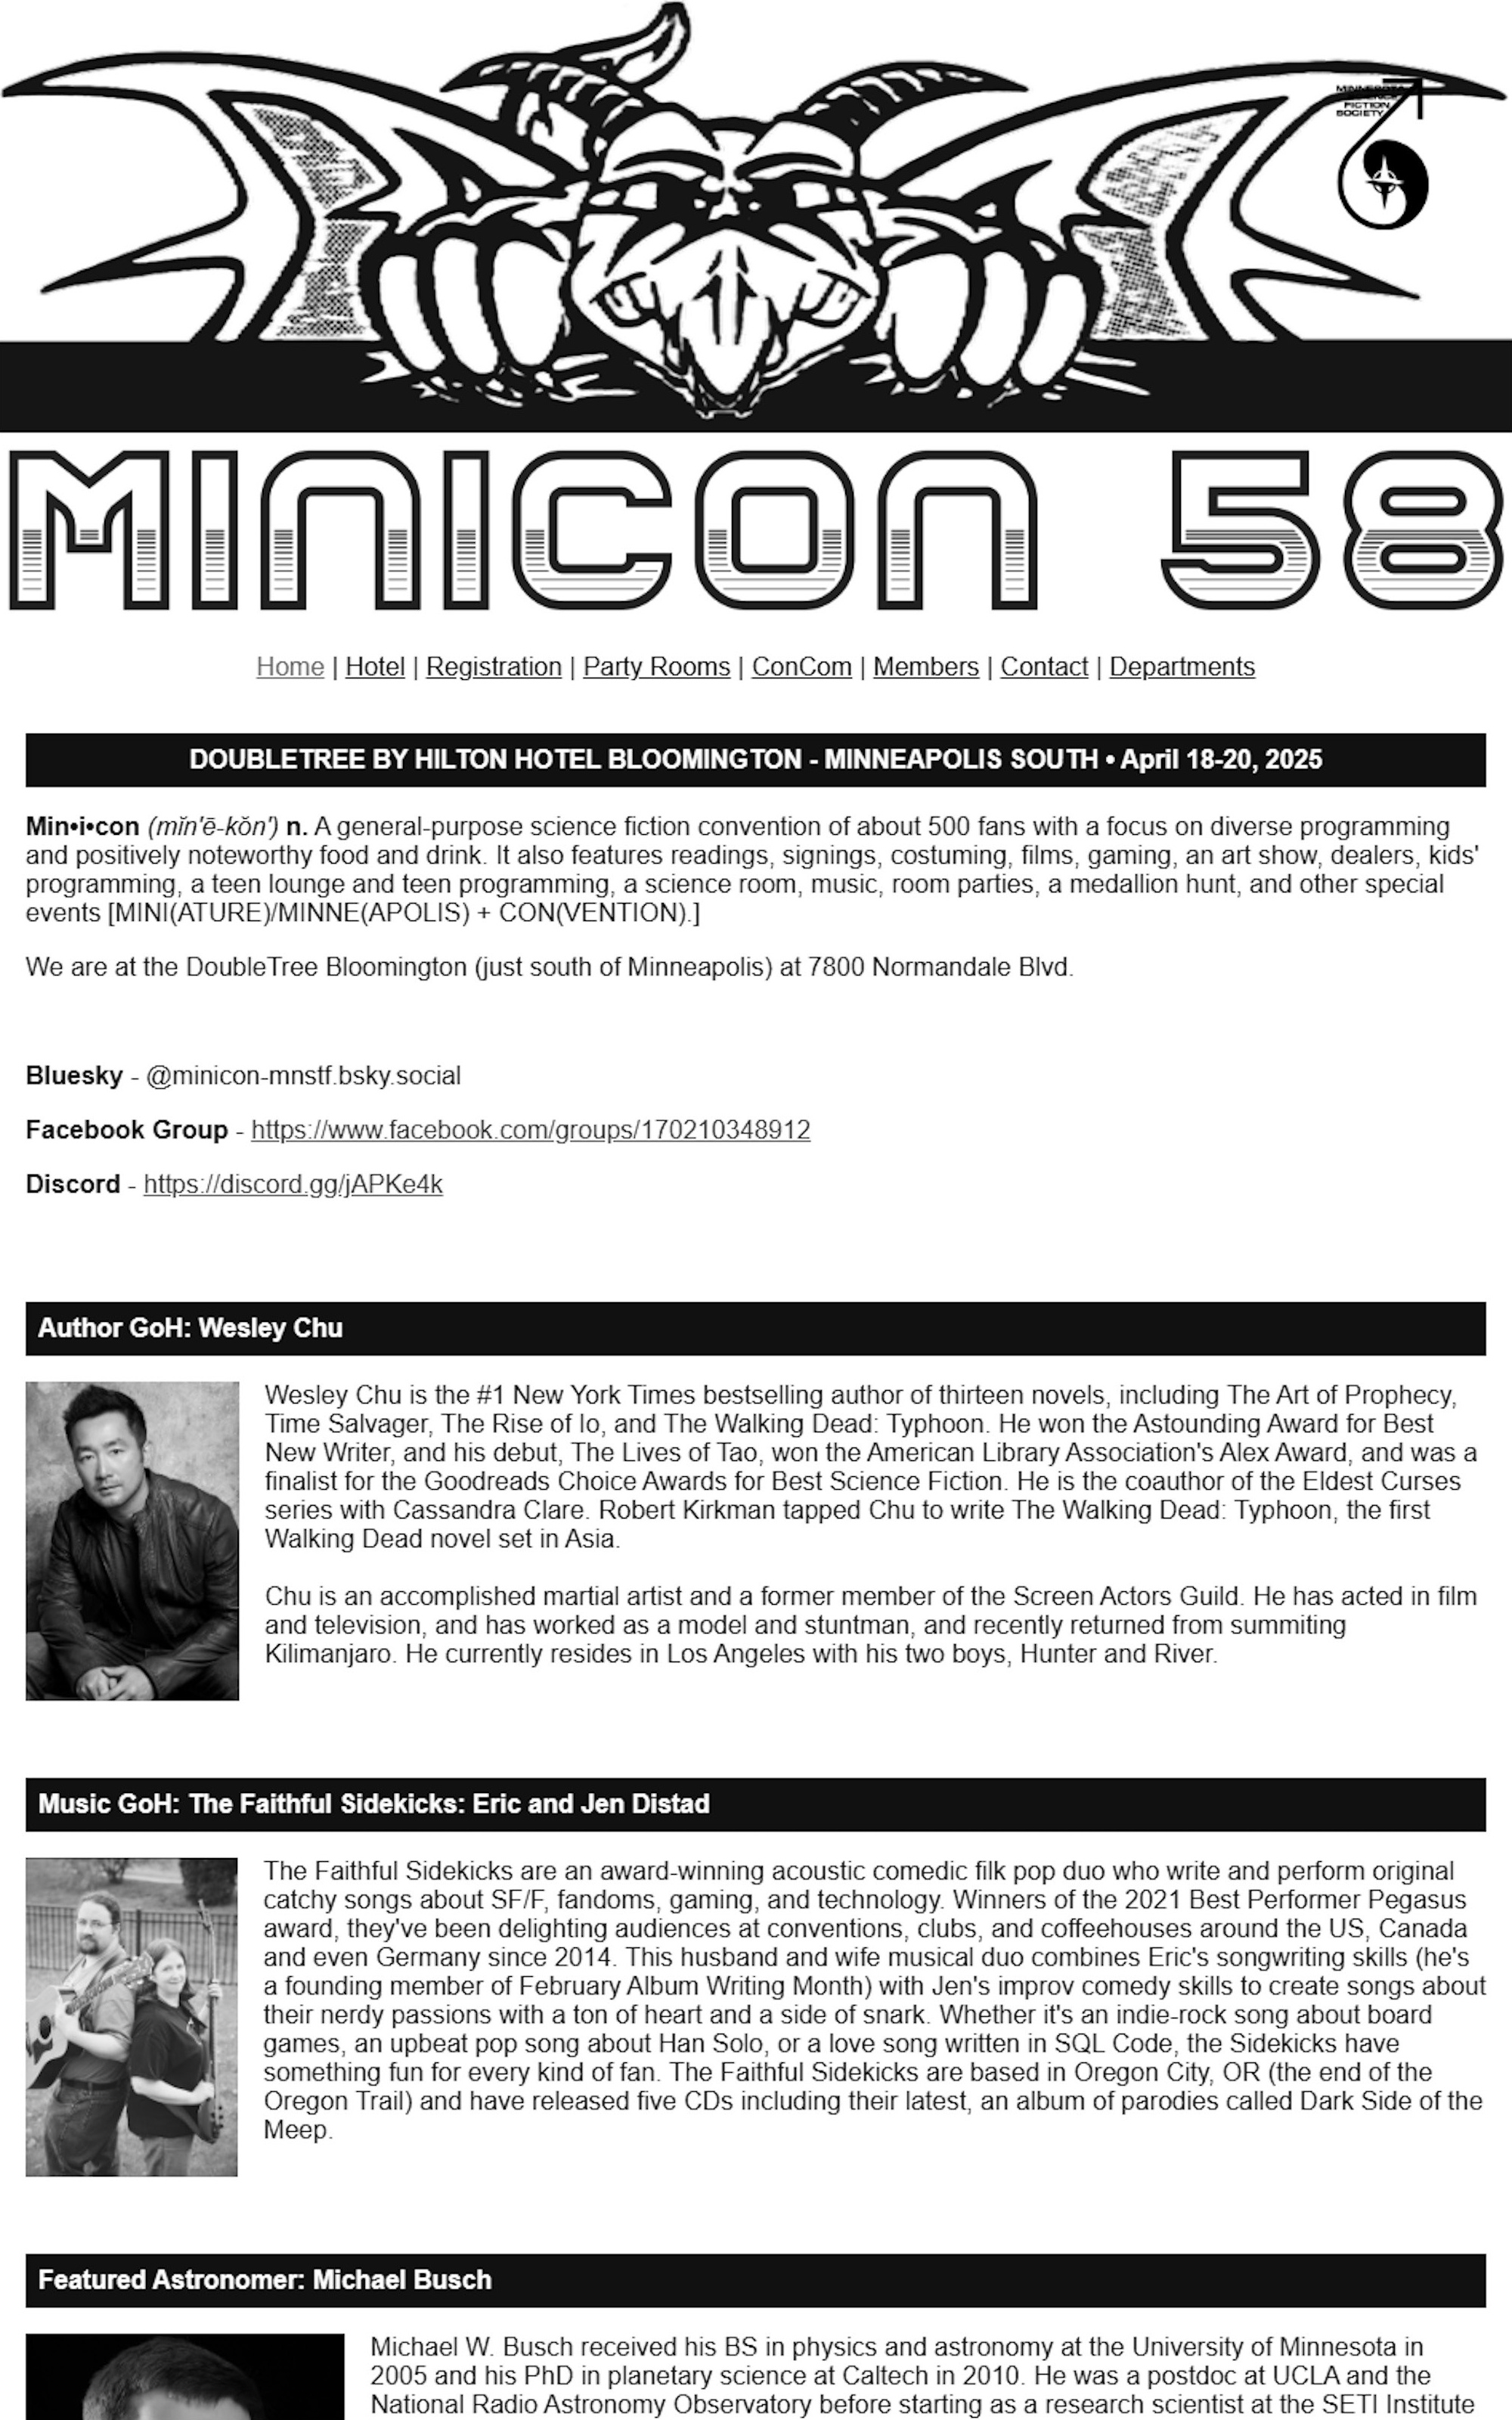 MINNESOTA
SCIENCE
FICTION
SOCIETY
MINICON 58
Home | Hotel | Registration | Party Rooms | ConCom | Members | Contact | Departments
DOUBLETREE BY HILTON HOTEL BLOOMINGTON - MINNEAPOLIS SOUTH • April 18-20, 2025
Min•i•con (mĭn'ē-kŏn') n. A general-purpose science fiction convention of about 500 fans with a focus on diverse programming
and positively noteworthy food and drink. It also features readings, signings, costuming, films, gaming, an art show, dealers, kids'
programming, a teen lounge and teen programming, a science room, music, room parties, a medallion hunt, and other special
events [MINI(ATURE)/MINNE(APOLIS) + CON(VENTION).]
We are at the DoubleTree Bloomington (just south of Minneapolis) at 7800 Normandale Blvd.
Bluesky - @minicon-mnstf.bsky.social
Facebook Group - https://www.facebook.com/groups/170210348912
Discord - https://discord.gg/jAPKe4k
Author GoH: Wesley Chu
Wesley Chu is the #1 New York Times bestselling author of thirteen novels, including The Art of Prophecy,
Time Salvager, The Rise of Io, and The Walking Dead: Typhoon. He won the Astounding Award for Best
New Writer, and his debut, The Lives of Tao, won the American Library Association's Alex Award, and was a
finalist for the Goodreads Choice Awards for Best Science Fiction. He is the coauthor of the Eldest Curses
series with Cassandra Clare. Robert Kirkman tapped Chu to write The Walking Dead: Typhoon, the first
Walking Dead novel set in Asia.
Chu is an accomplished martial artist and a former member of the Screen Actors Guild. He has acted in film
and television, and has worked as a model and stuntman, and recently returned from summiting
Kilimanjaro. He currently resides in Los Angeles with his two boys, Hunter and River.
Music GoH: The Faithful Sidekicks: Eric and Jen Distad
The Faithful Sidekicks are an award-winning acoustic comedic filk pop duo who write and perform original
catchy songs about SF/F, fandoms, gaming, and technology. Winners of the 2021 Best Performer Pegasus
award, they've been delighting audiences at conventions, clubs, and coffeehouses around the US, Canada
and even Germany since 2014. This husband and wife musical duo combines Eric's songwriting skills (he's
a founding member of February Album Writing Month) with Jen's improv comedy skills to create songs about
their nerdy passions with a ton of heart and a side of snark. Whether it's an indie-rock song about board
games, an upbeat pop song about Han Solo, or a love song written in SQL Code, the Sidekicks have
something fun for every kind of fan. The Faithful Sidekicks are based in Oregon City, OR (the end of the
Oregon Trail) and have released five CDs including their latest, an album of parodies called Dark Side of the
Meep.
Featured Astronomer: Michael Busch
Michael W. Busch received his BS in physics and astronomy at the University of Minnesota in
2005 and his PhD in planetary science at Caltech in 2010. He was a postdoc at UCLA and the
National Radio Astronomy Observatory before starting as a research scientist at the SETI Institute